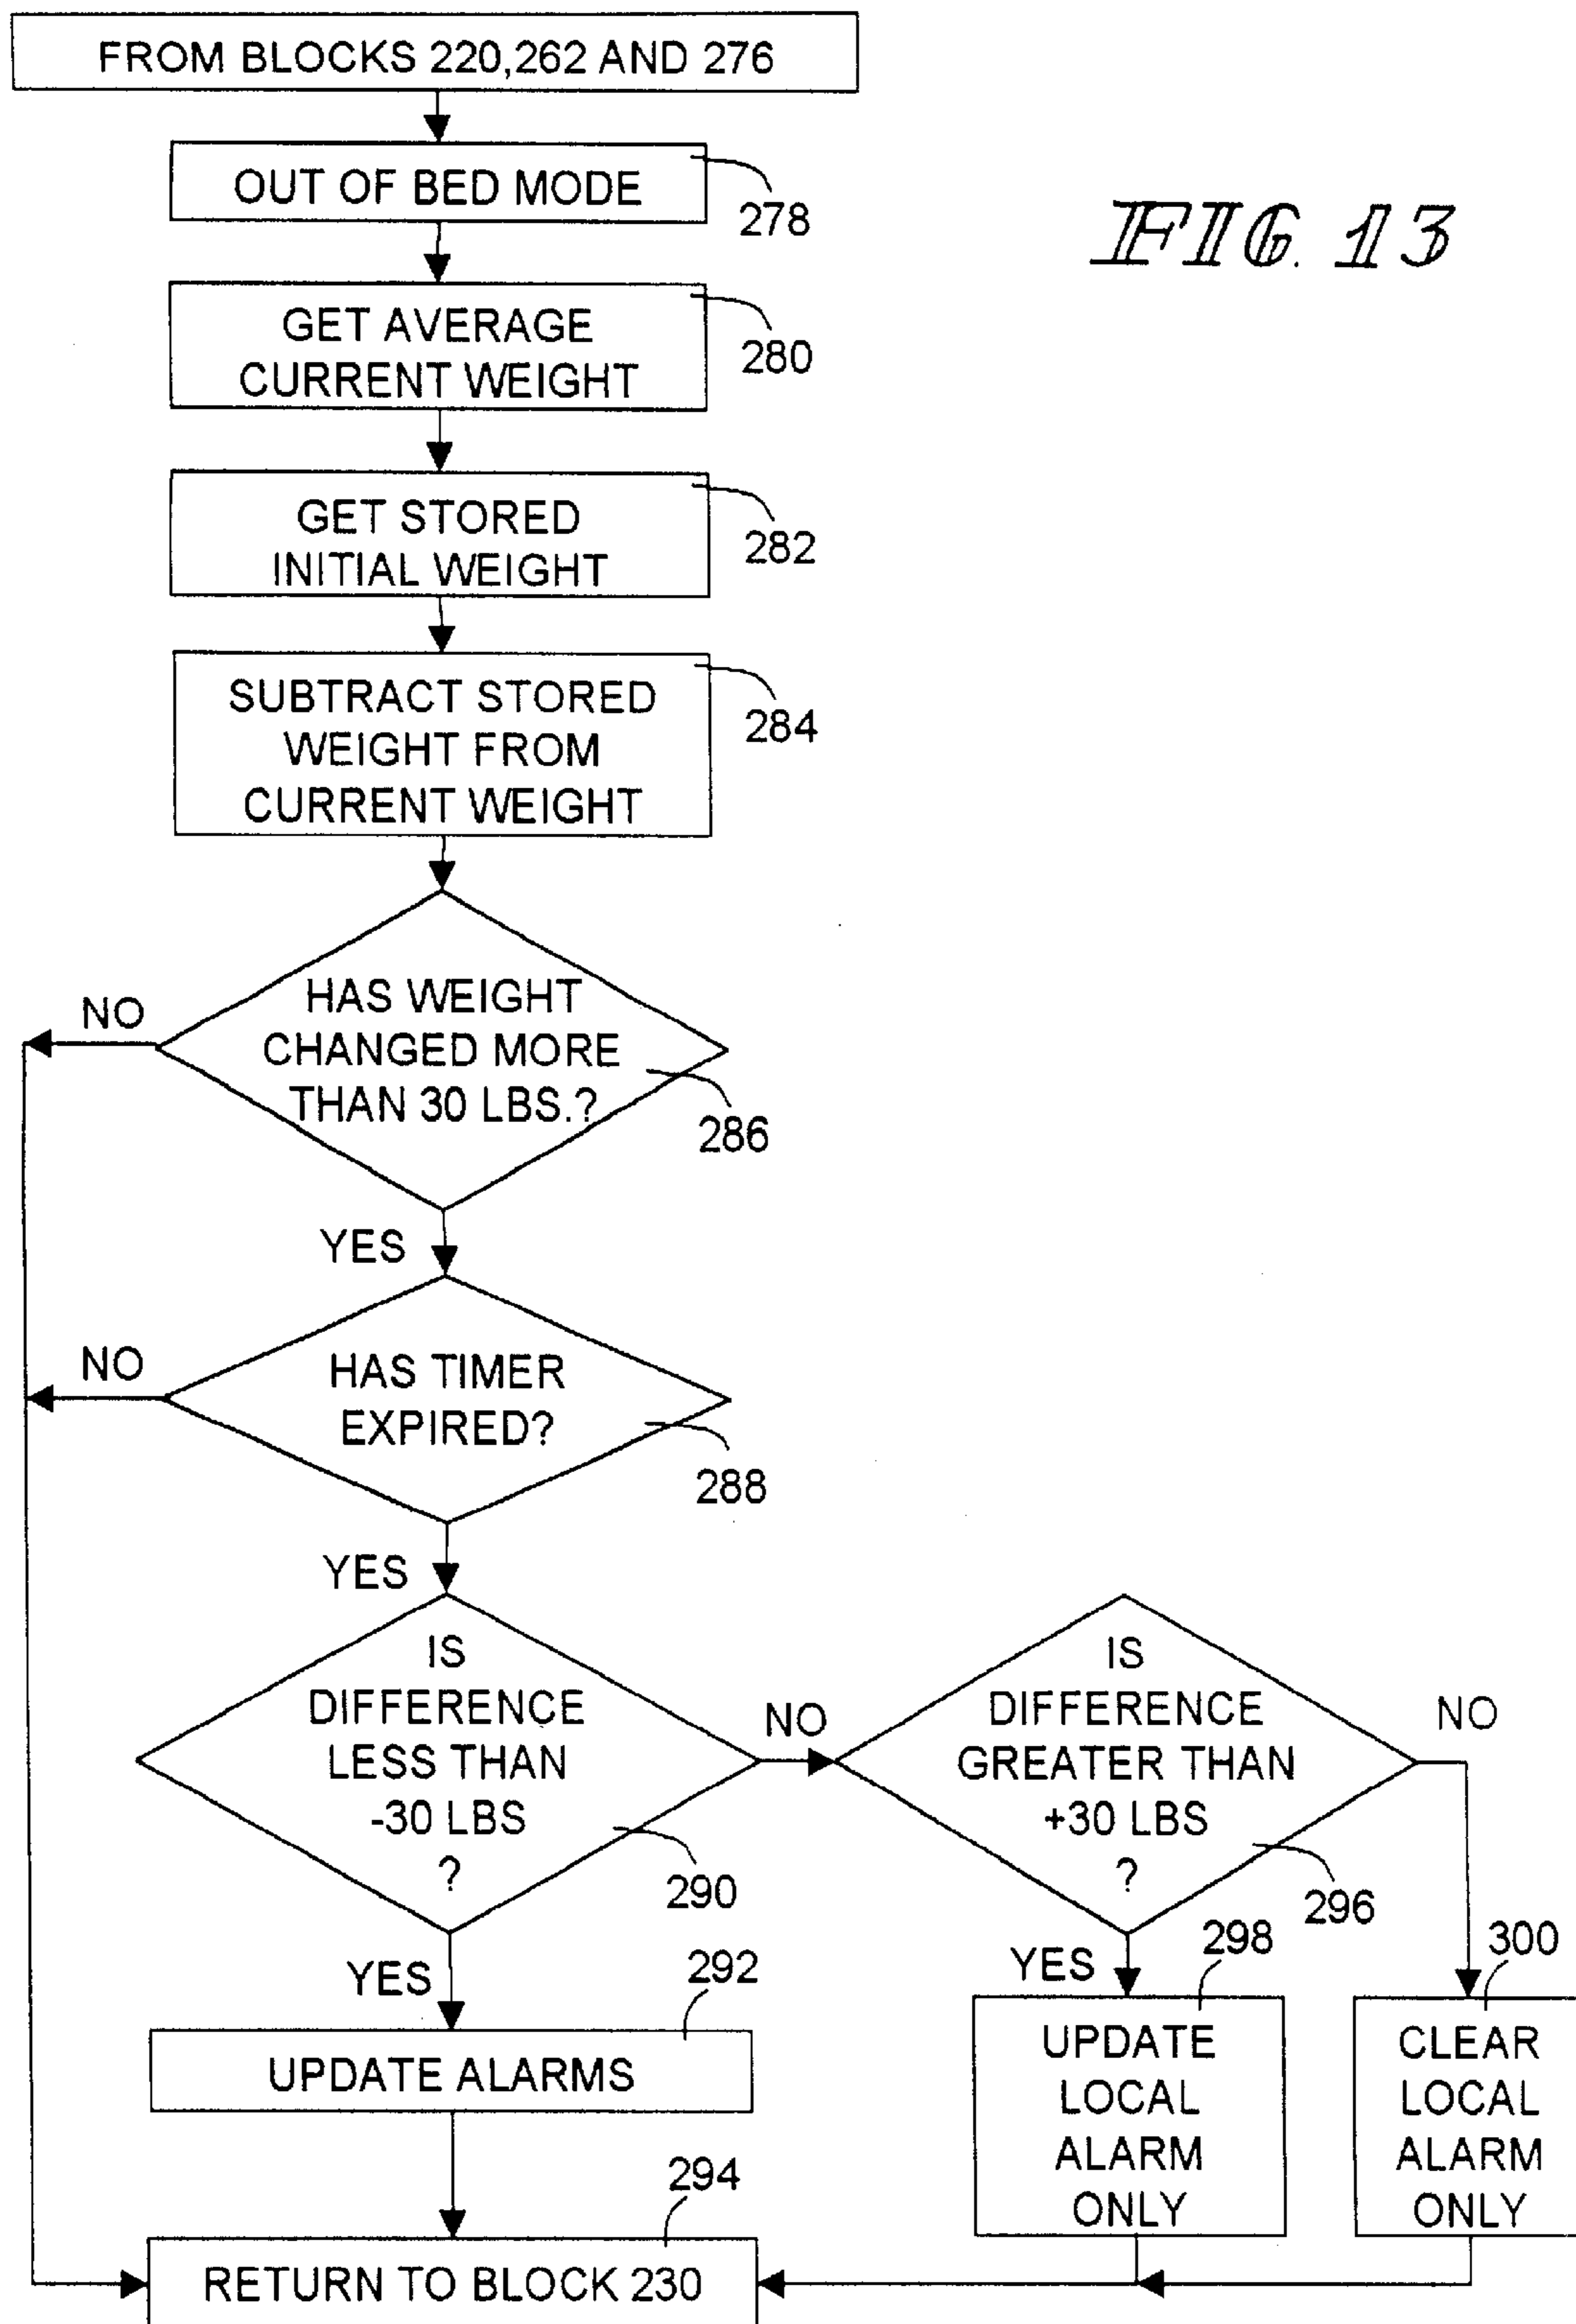 FROM BLOCKS 220,262 AND 276
OUT OF BED MODE
278
FIG. 13
GET AVERAGE
CURRENT WEIGHT
280
GET STORED
INITIAL WEIGHT
282
SUBTRACT STORED
WEIGHT FROM
CURRENT WEIGHT
284
HAS WEIGHT
CHANGED MORE
THAN 30 LBS.?
286
NO
YES
HAS TIMER
EXPIRED?
288
NO
YES
IS
DIFFERENCE
LESS THAN
-30 LBS
?
290
NO
IS
DIFFERENCE
GREATER THAN
+30 LBS
?
296
NO
YES
292
UPDATE ALARMS
YES
298
UPDATE
LOCAL
ALARM
ONLY
300
CLEAR
LOCAL
ALARM
ONLY
294
RETURN TO BLOCK 230